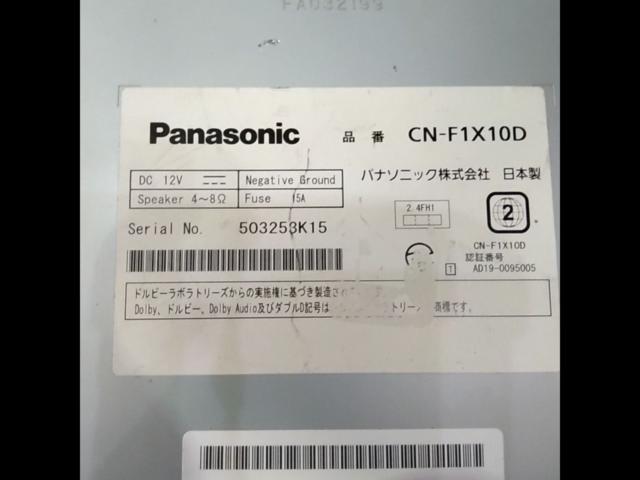 FA032199
Panasonic 品番 CN-F1X10D
DC 12V Negative Ground
Speaker 4~8Ω Fuse 15A
パナソニック株式会社 日本製
Serial No. 503253K15
2.4FH1
2
CN-F1X10D
認証番号
T AD19-0095005
ドルビーラボラトリーズからの実施権に基づき製造さ
Dolby、ドルビー、Dolby Audio及びダブルD記号は トリー 商標です。